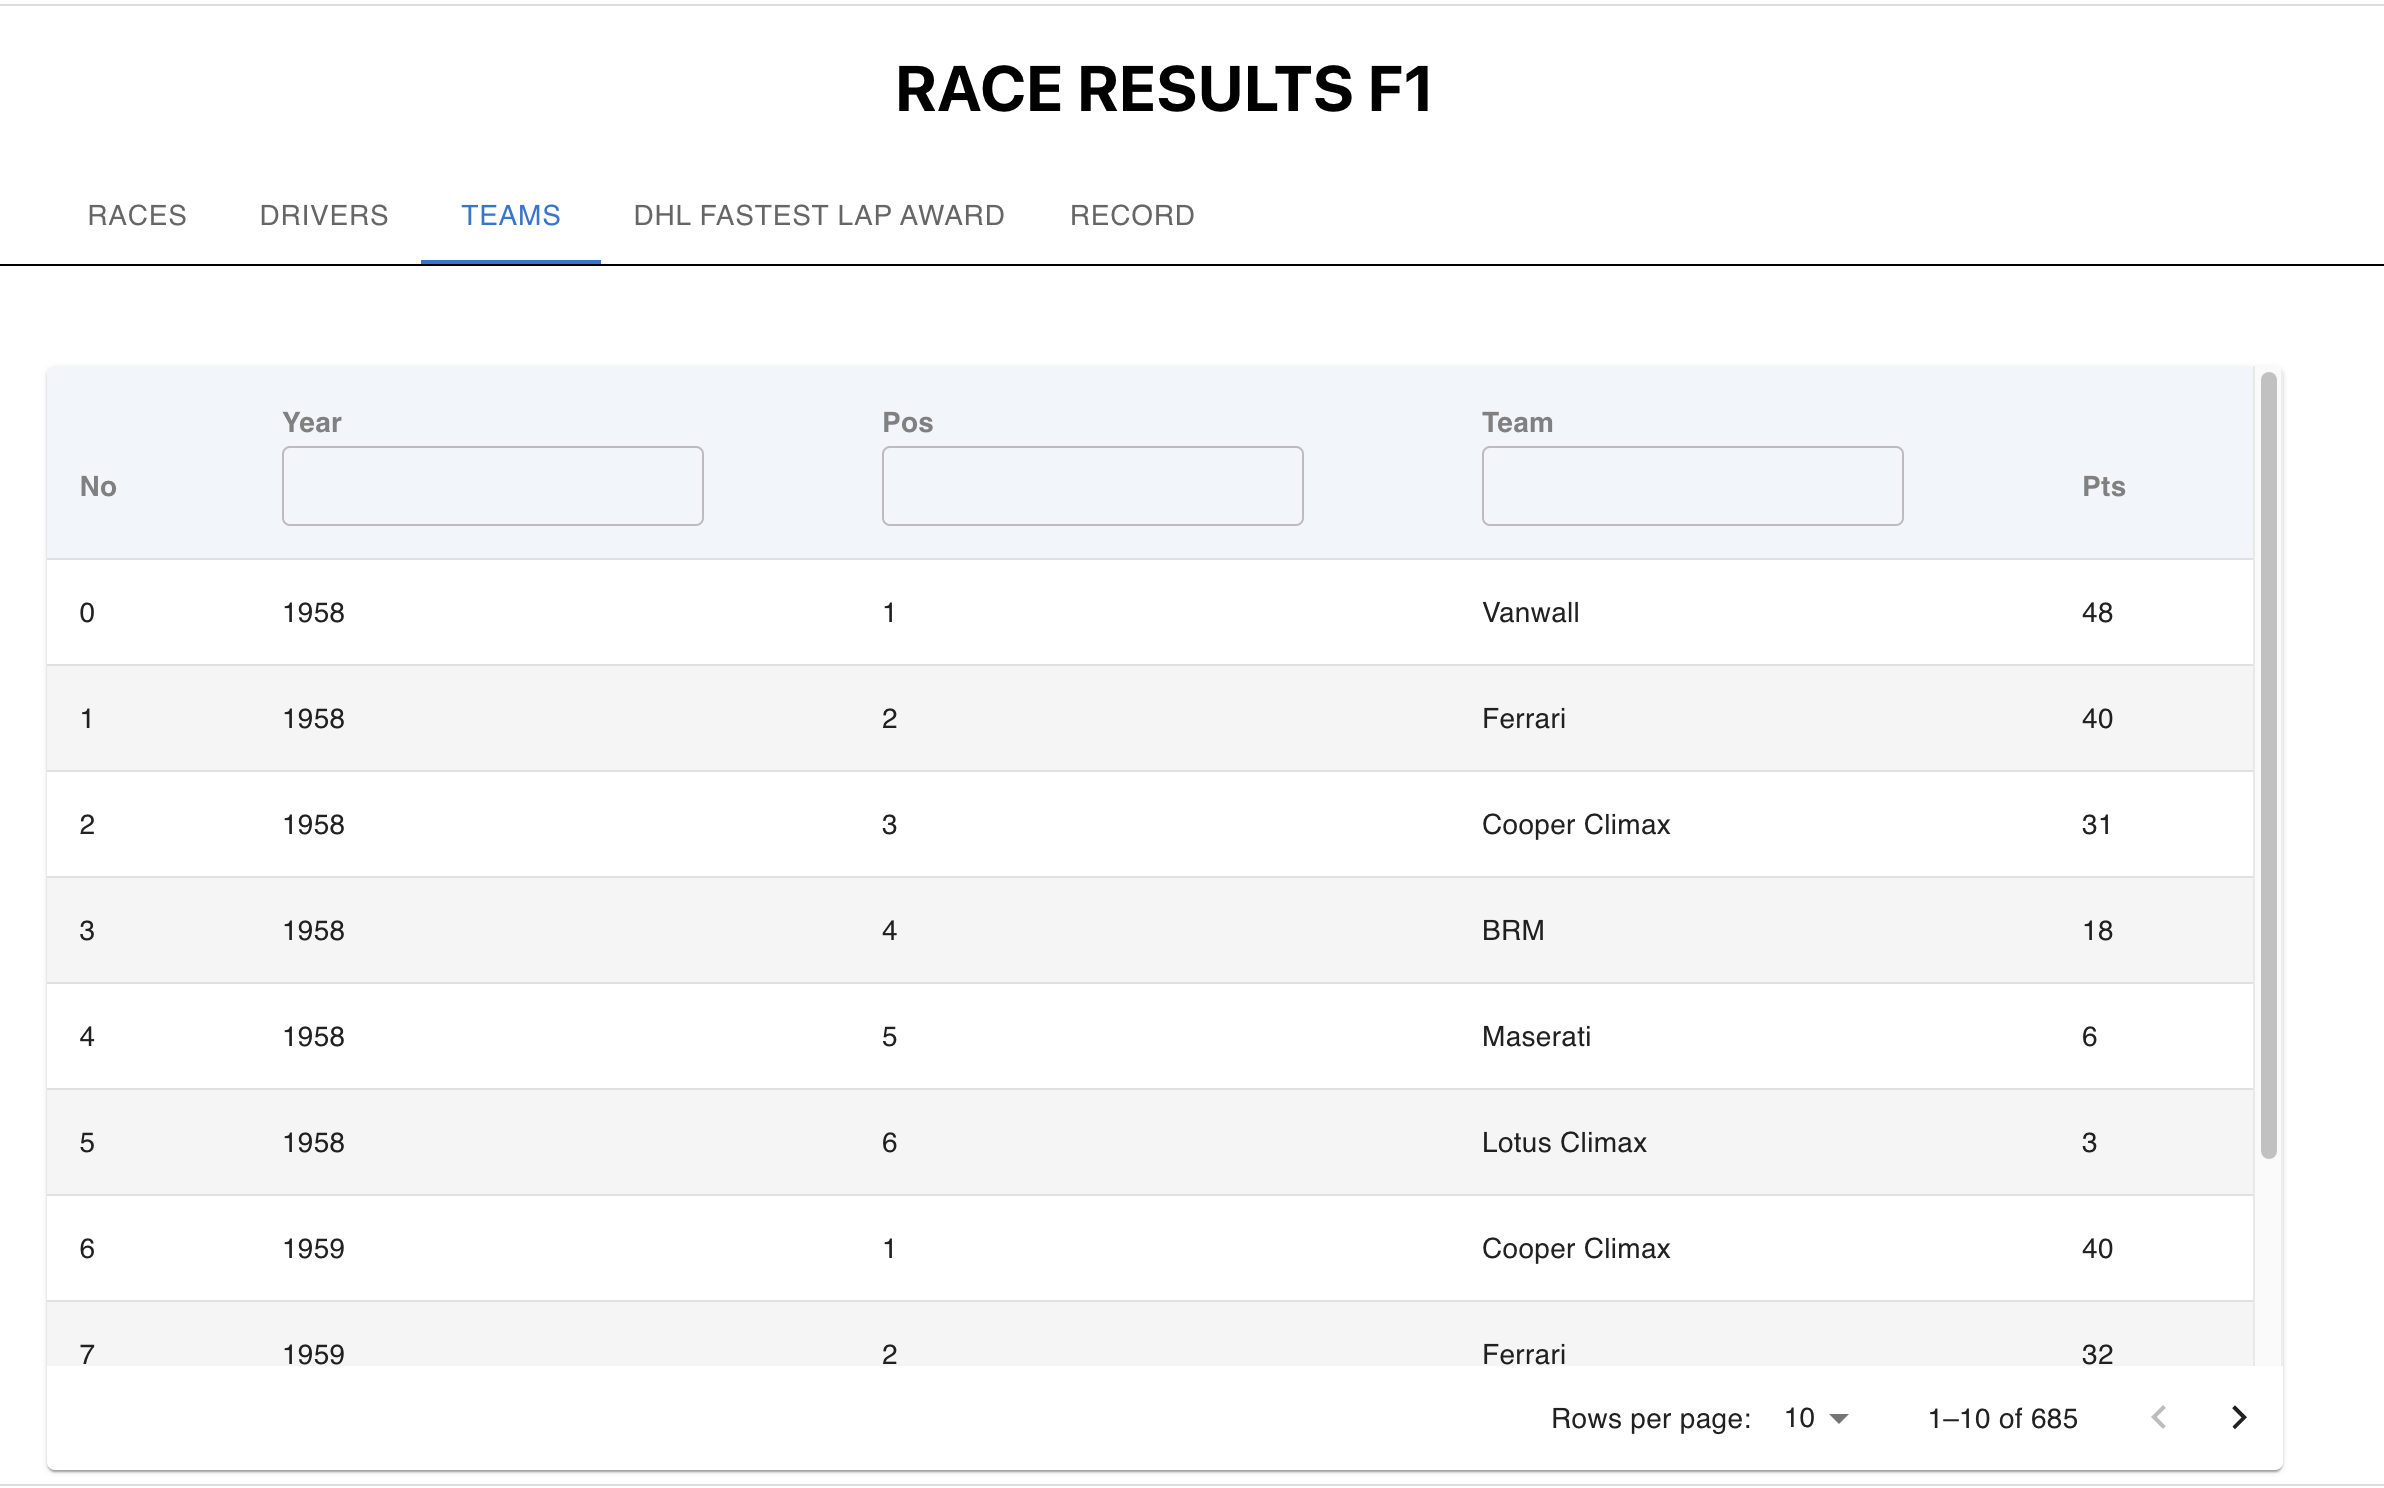 RACE RESULTS F1
RACES DRIVERS TEAMS DHL FASTEST LAP AWARD RECORD
No Year Pos Team Pts
0 1958 1 Vanwall 48
1 1958 2 Ferrari 40
2 1958 3 Cooper Climax 31
3 1958 4 BRM 18
4 1958 5 Maserati 6
5 1958 6 Lotus Climax 3
6 1959 1 Cooper Climax 40
7 1959 2 Ferrari 32
Rows per page: 10 1–10 of 685